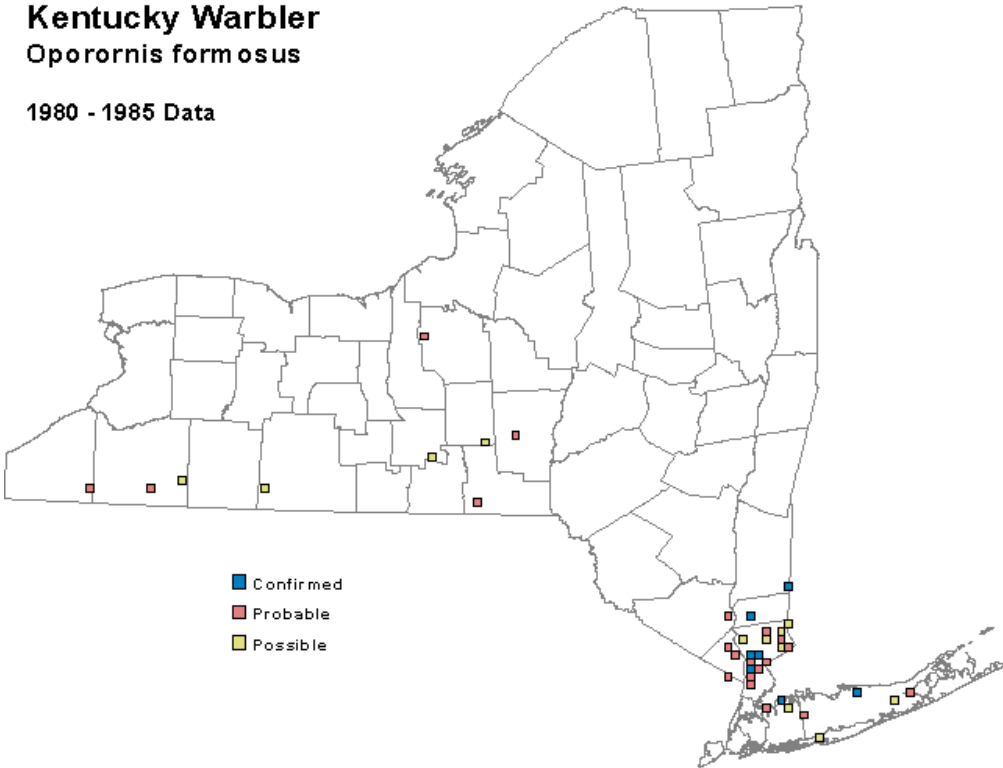 Kentucky Warbler
Oporornis formosus
1980 - 1985 Data
Confirmed
Probable
Possible